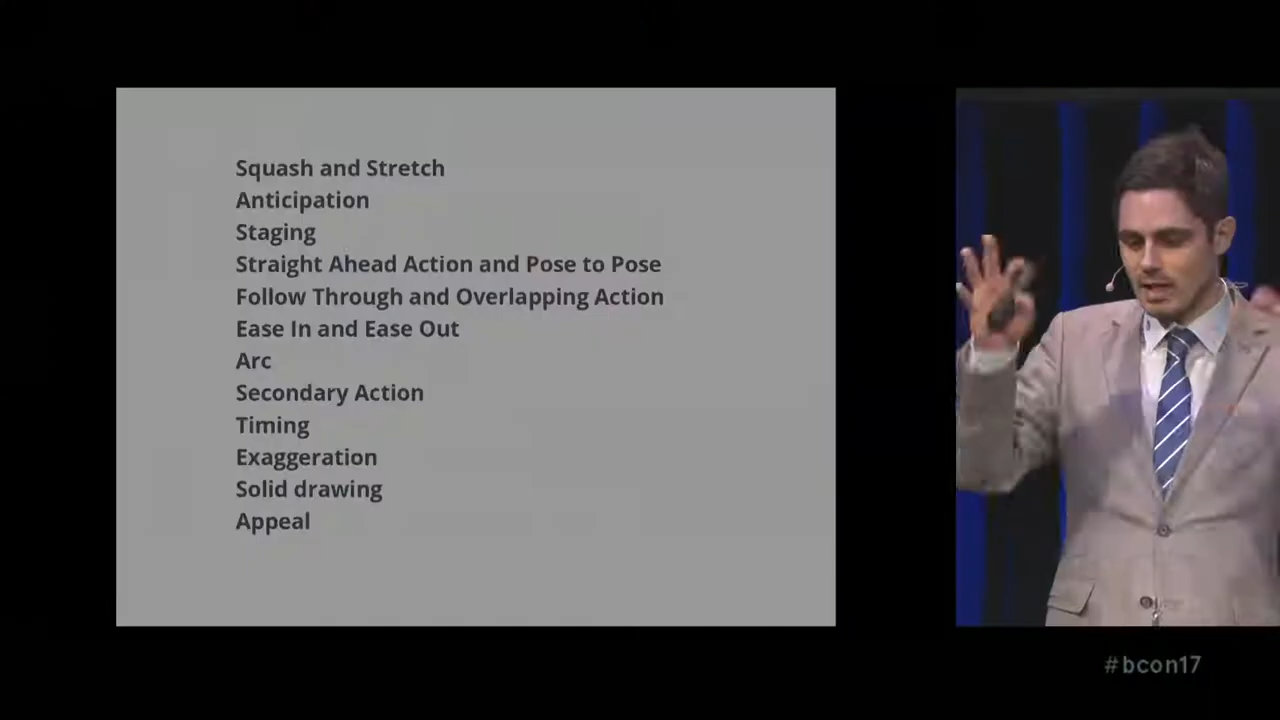 Squash and Stretch
Anticipation
Staging
Straight Ahead Action and Pose to Pose
Follow Through and Overlapping Action
Ease In and Ease Out
Arc
Secondary Action
Timing
Exaggeration
Solid drawing
Appeal
#bcon17